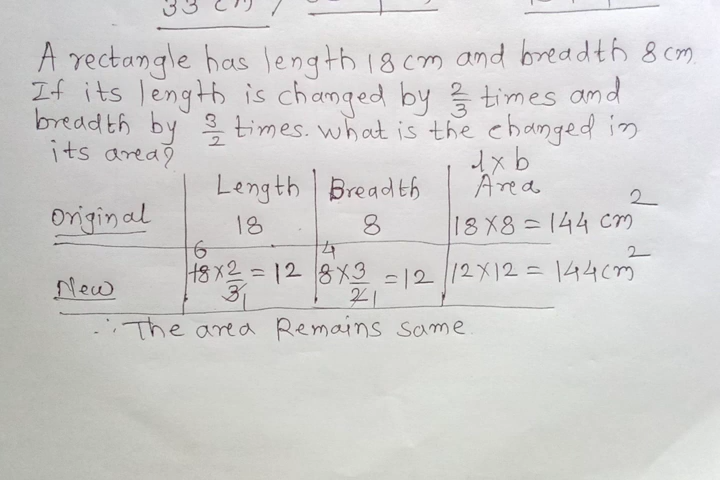 33 cm,
A rectangle has length 18 cm and breadth 8 cm.
If its length is changed by 2/3 times and
breadth by 3/2 times. what is the changed in
its area?
l x b
Length Breadth Area
Original 18 8 18 x 8 = 144 cm²
6 4
New 18 x 2/3 1 = 12 8 x 3/2 1 = 12 12 x 12 = 144 cm²
∴ The area Remains same.